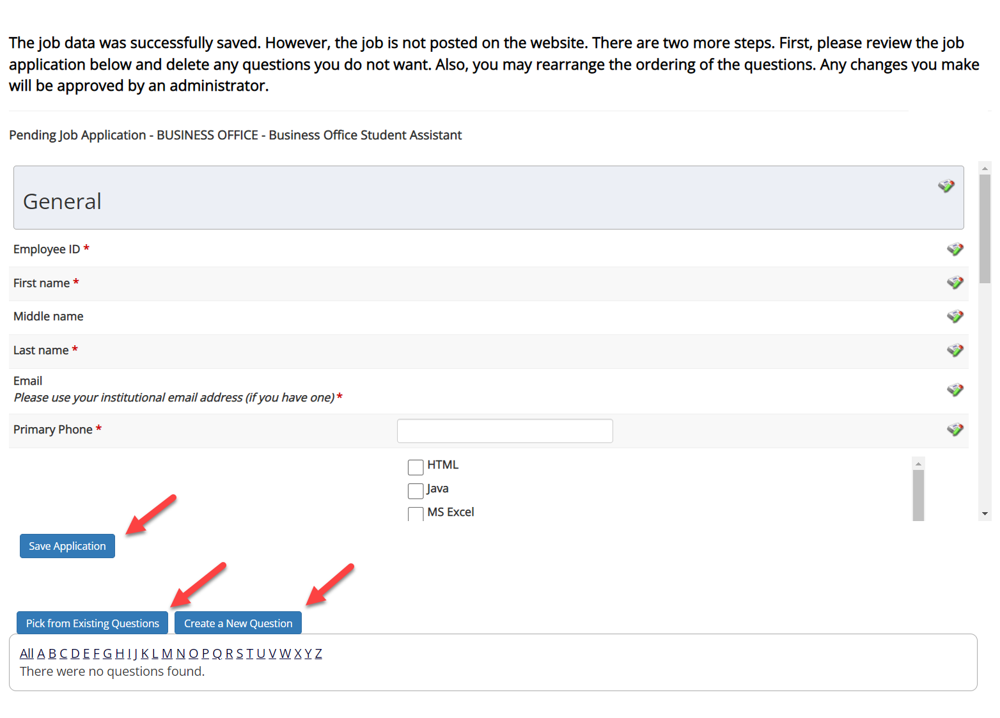 The job data was successfully saved. However, the job is not posted on the website. There are two more steps. First, please review the job
application below and delete any questions you do not want. Also, you may rearrange the ordering of the questions. Any changes you make
will be approved by an administrator.
Pending Job Application - BUSINESS OFFICE - Business Office Student Assistant
General
Employee ID *
First name *
Middle name
Last name *
Email
Please use your institutional email address (if you have one) *
Primary Phone *
HTML
Java
MS Excel
Save Application
Pick from Existing Questions Create a New Question
All A B C D E F G H I J K L M N O P Q R S T U V W X Y Z
There were no questions found.